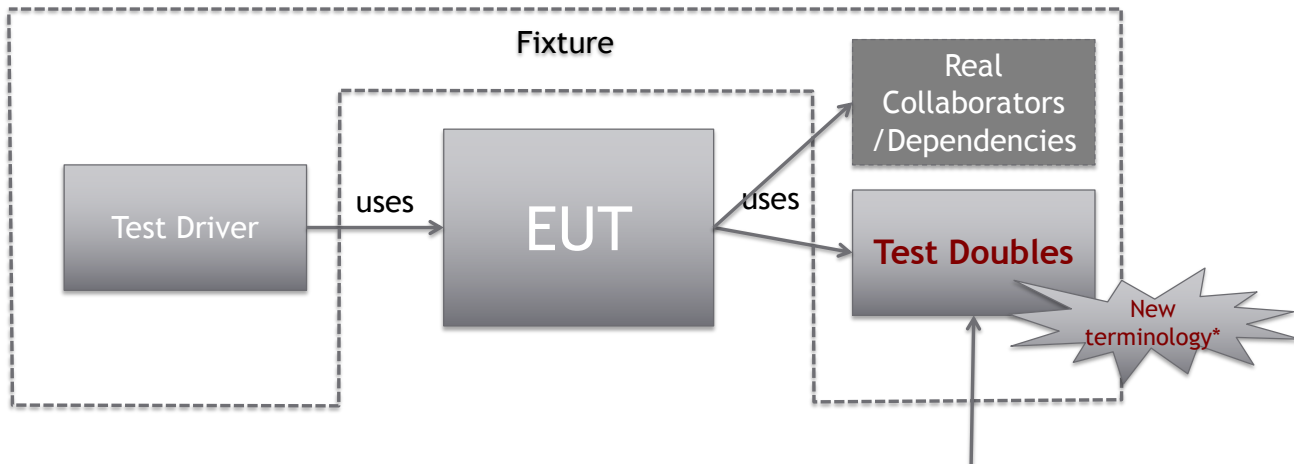 Fixture
Real
Collaborators
/Dependencies
Test Driver
uses
EUT
uses
Test Doubles
New
terminology*